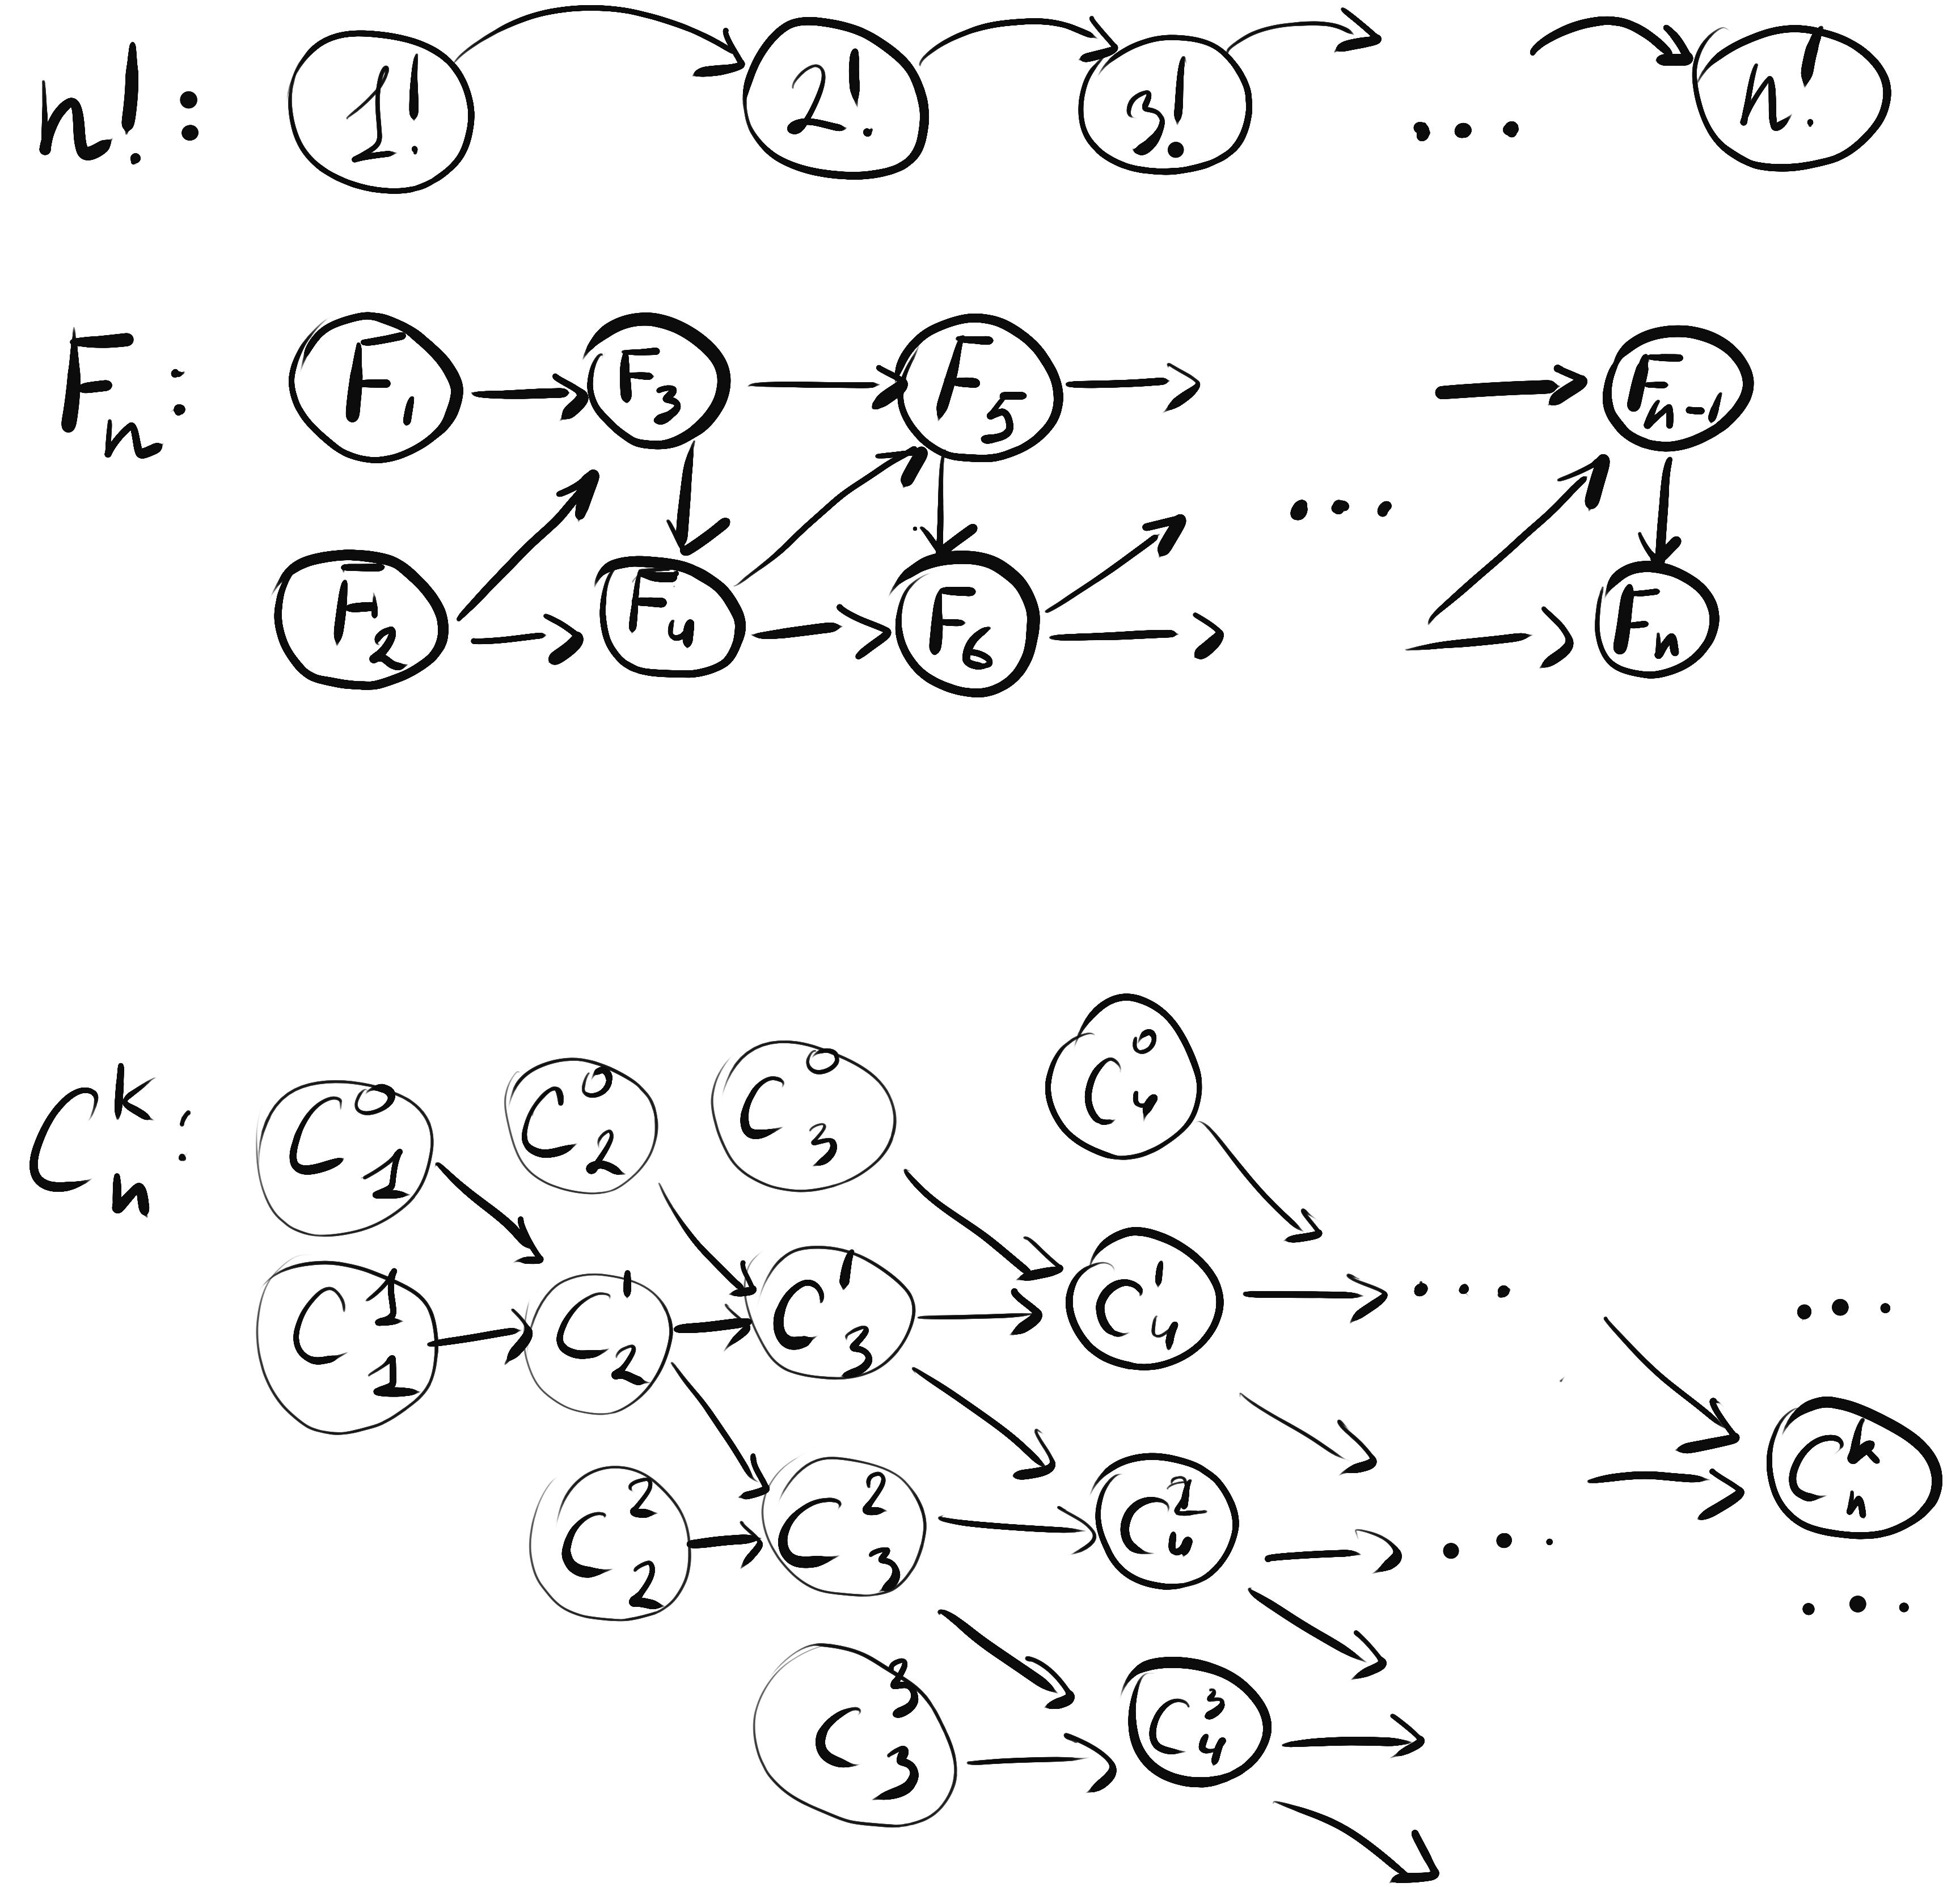 n!: 1! 2! 3! ... n!
F_n: F_1 F_3 F_5 F_{n-1}
...
F_2 F_4 F_6 F_n
C_n^k: C_1^0 C_2^0 C_3^0 C_4^0
C_1^1 C_2^1 C_3^1 C_4^1 ... ...
C_2^2 C_3^2 C_4^2 ... C_n^k
...
C_3^3 C_4^3